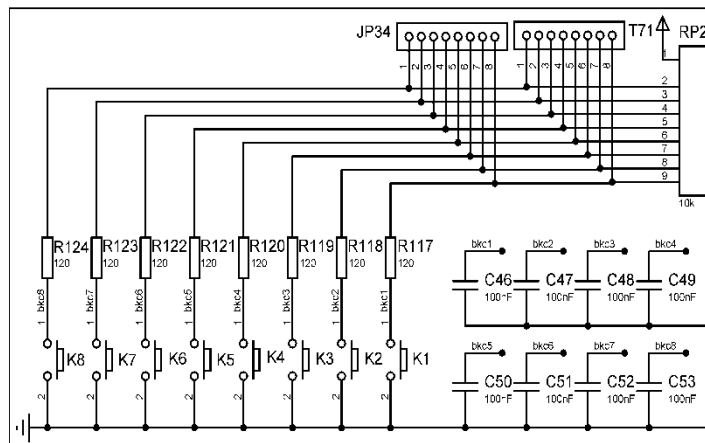 JP34 T71 RP2
1 2 3 4 5 6 7 8 1 2 3 4 5 6 7 8 1
2
3
4
5
6
7
8
9
10k
R124 R123 R122 R121 R120 R119 R118 R117
120 120 120 120 120 120 120 120
bkc8 bkc7 bkc6 bkc5 bkc4 bkc3 bkc2 bkc1
1 1 1 1 1 1 1 1
K8 K7 K6 K5 K4 K3 K2 K1
2 2 2 2 2 2 2 2
bkc1 bkc2 bkc3 bkc4
C46 C47 C48 C49
100nF 100nF 100nF 100nF
bkc5 bkc6 bkc7 bkc8
C50 C51 C52 C53
100nF 100nF 100nF 100nF